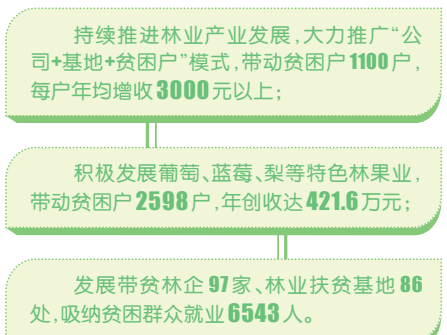 持续推进林业产业发展,大力推广“公
司+基地+贫困户”模式,带动贫困户1100户,
每户年均增收3000元以上;
积极发展葡萄、蓝莓、梨等特色林果业,
带动贫困户2598户,年创收达421.6万元;
发展带贫林企97家、林业扶贫基地86
处,吸纳贫困群众就业6543人。